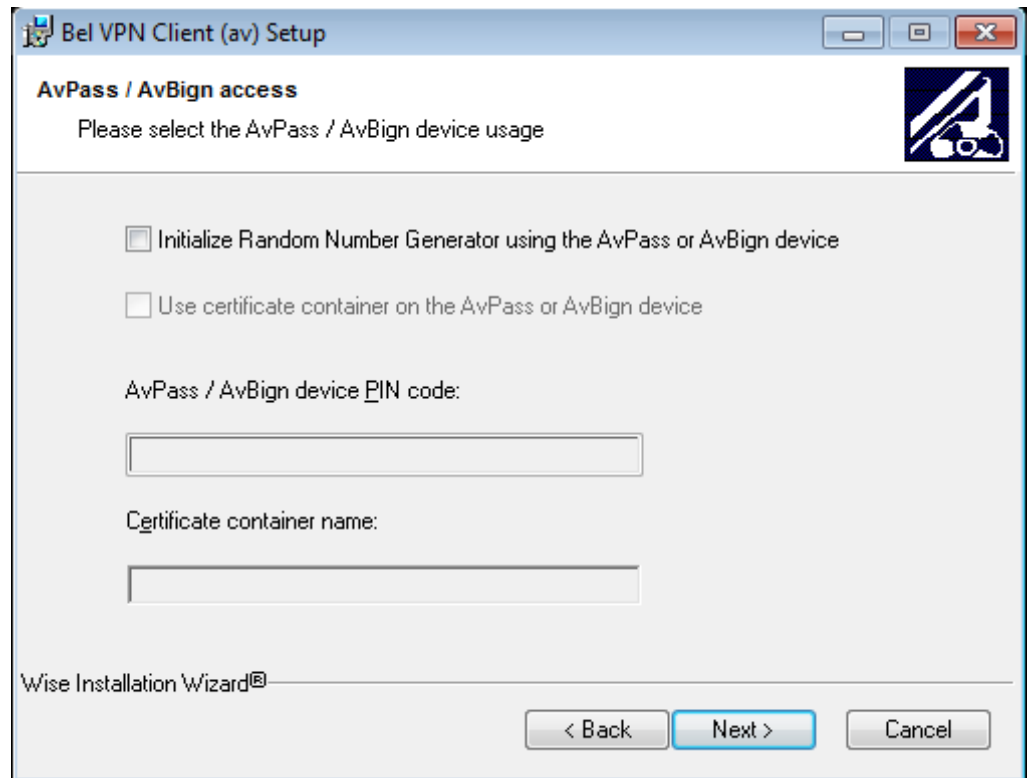 Bel VPN Client (av) Setup
AvPass / AvBign access
Please select the AvPass / AvBign device usage
Initialize Random Number Generator using the AvPass or AvBign device
Use certificate container on the AvPass or AvBign device
AvPass / AvBign device PIN code:
Certificate container name:
Wise Installation Wizard®
< Back
Next >
Cancel